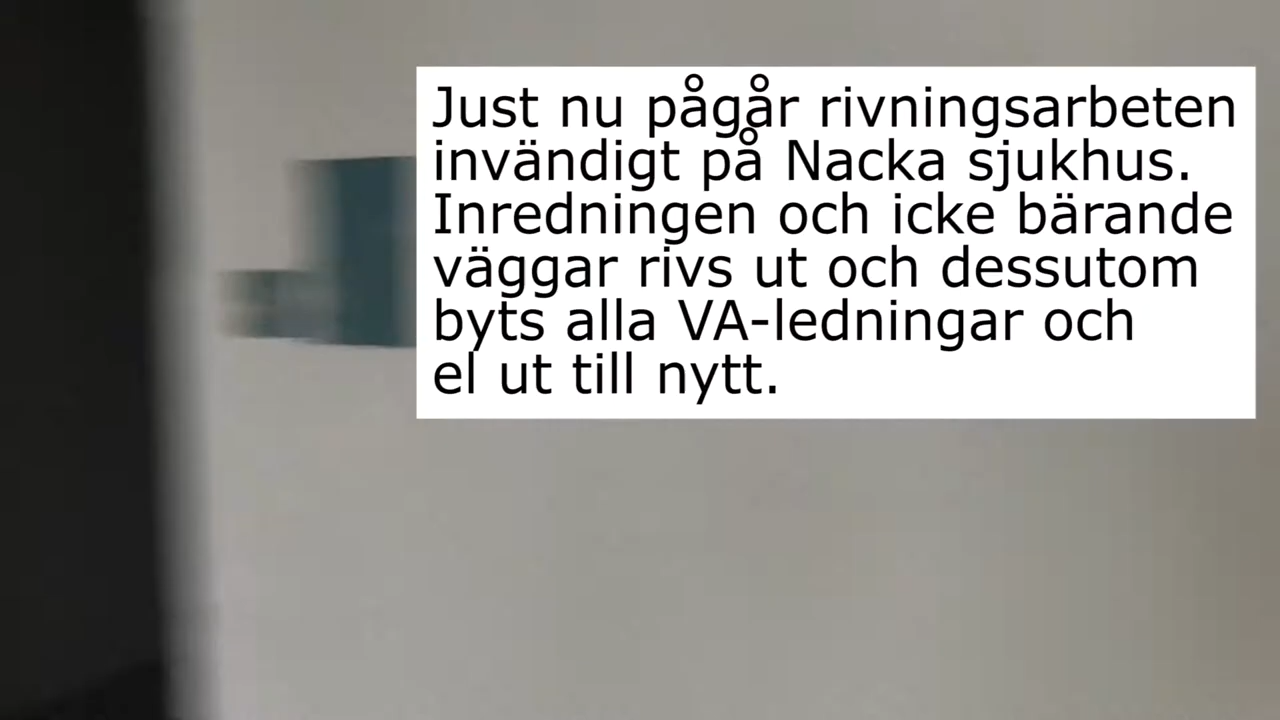 Just nu pågår rivningsarbeten
invändigt på Nacka sjukhus.
Inredningen och icke bärande
väggar rivs ut och dessutom
byts alla VA-ledningar och
el ut till nytt.